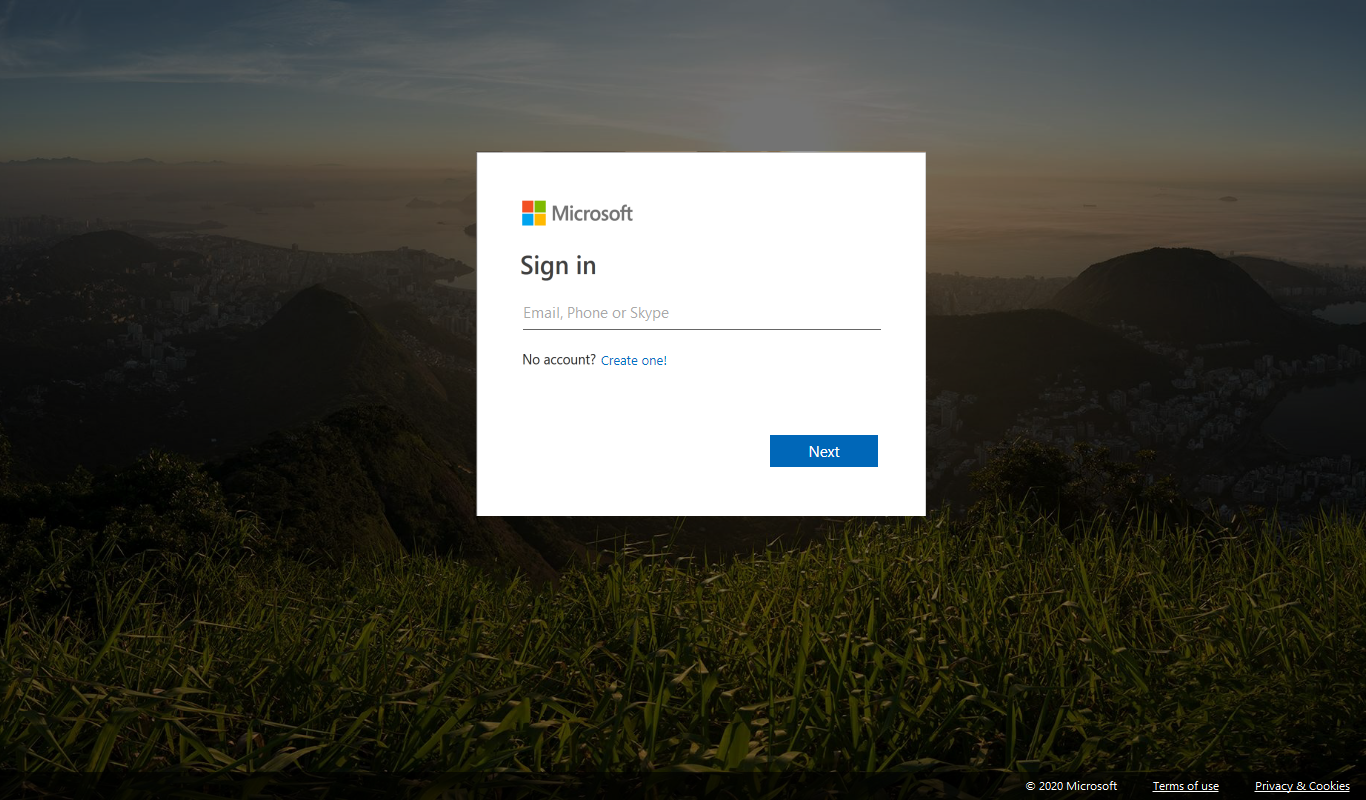 Microsoft
Sign in
Email, Phone or Skype
No account? Create one!
Next
© 2020 Microsoft Terms of use Privacy & Cookies